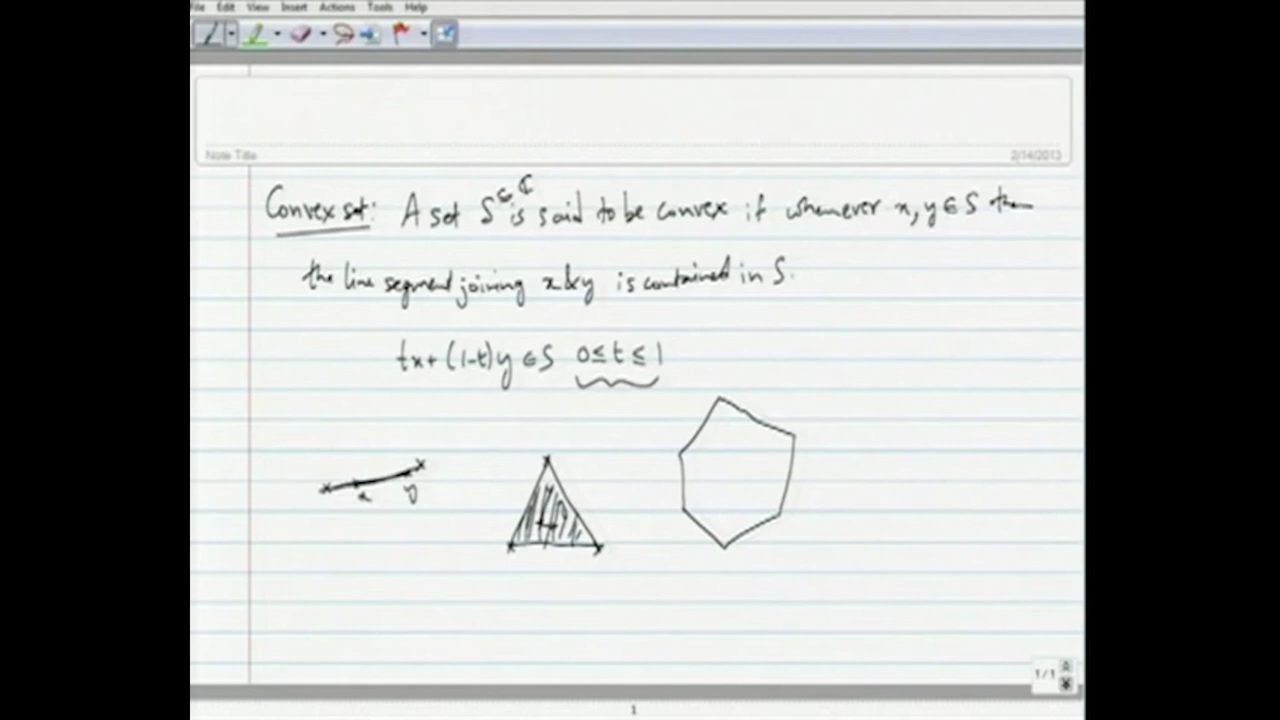 File Edit View Insert Actions Tools Help
Note Title
2/14/2013
Convex set: A set S ⊆ ℂ is said to be convex if whenever x, y ∈ S then
the line segment joining x & y is contained in S.
tx + (1-t)y ∈ S 0 ≤ t ≤ 1
x y
1/1
1